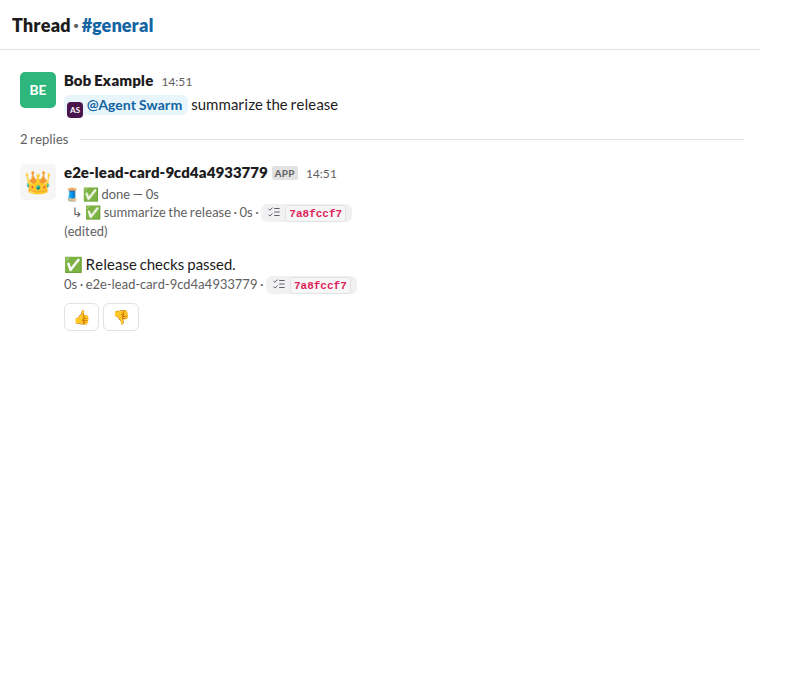 Thread · #general
BE
Bob Example 14:51
AS @Agent Swarm summarize the release
2 replies
e2e-lead-card-9cd4a4933779 APP 14:51
🧵 ✅ done — 0s
↳ ✅ summarize the release · 0s · 7a8fccf7
(edited)
✅ Release checks passed.
0s · e2e-lead-card-9cd4a4933779 · 7a8fccf7
👍 👎